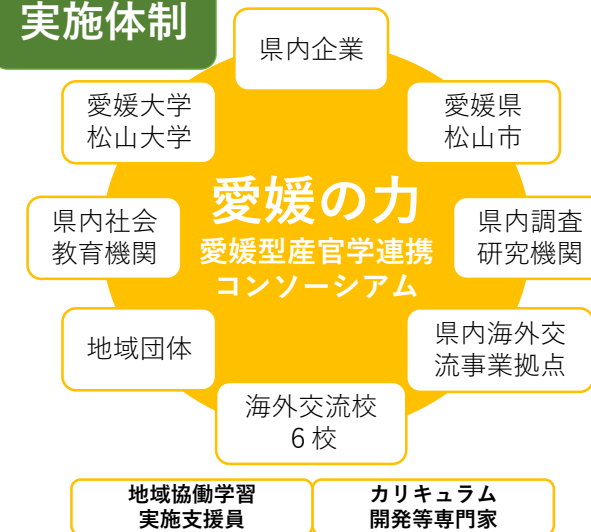 実施体制
県内企業
愛媛大学
松山大学
愛媛県
松山市
愛媛の力
愛媛型産官学連携
コンソーシアム
県内社会
教育機関
県内調査
研究機関
地域団体
県内海外交
流事業拠点
海外交流校
6校
地域協働学習
実施支援員
カリキュラム
開発等専門家